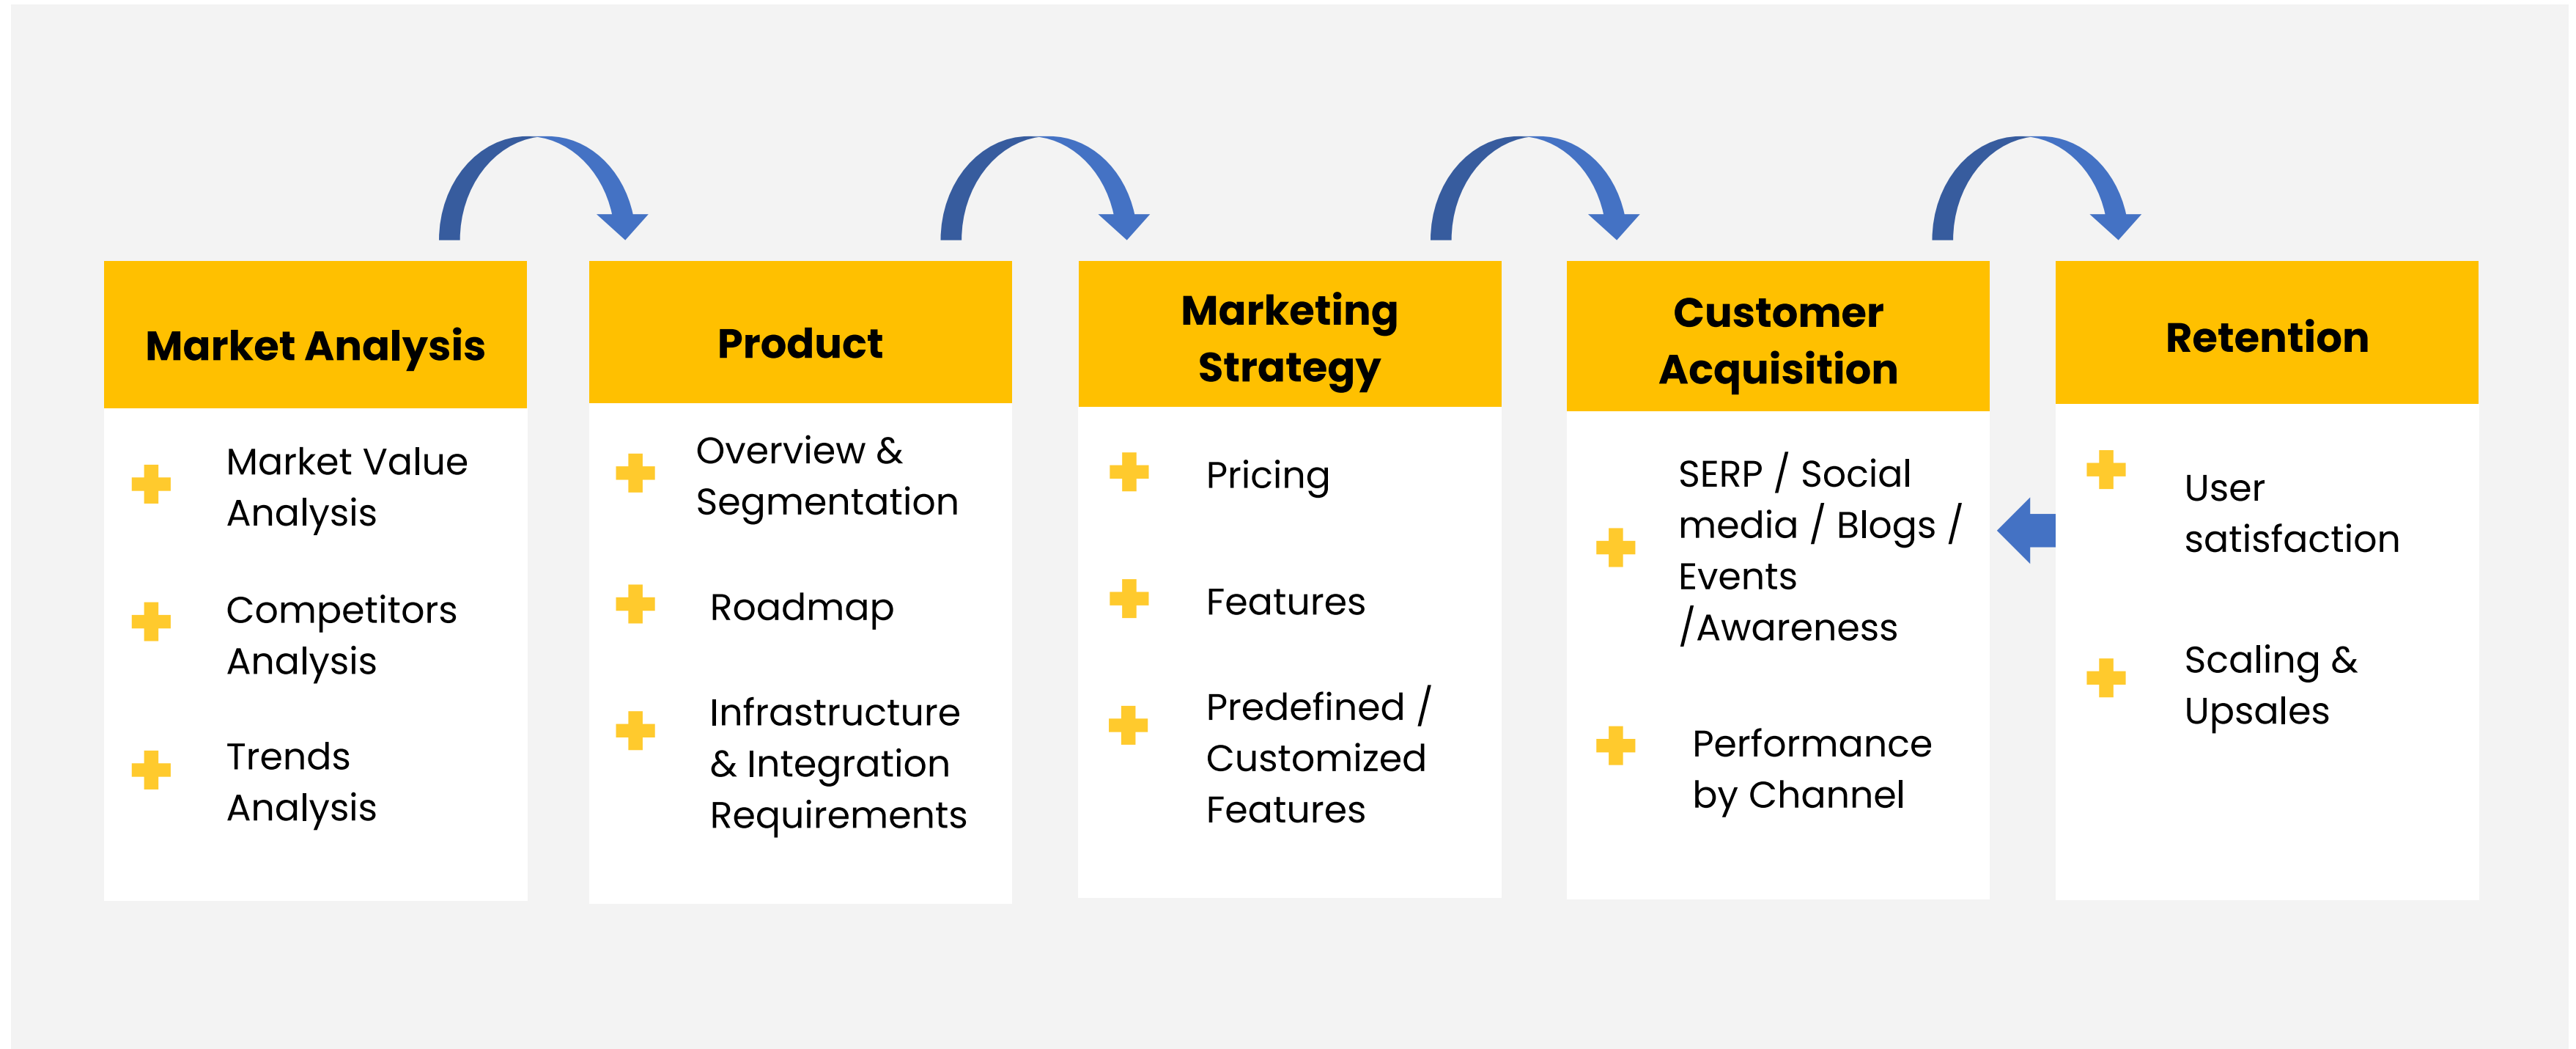 Market Analysis
Market Value
Analysis
Competitors
Analysis
Trends
Analysis
Product
Overview &
Segmentation
Roadmap
Infrastructure
& Integration
Requirements
Marketing
Strategy
Pricing
Features
Predefined /
Customized
Features
Customer
Acquisition
SERP / Social
media / Blogs /
Events
/Awareness
Performance
by Channel
Retention
User
satisfaction
Scaling &
Upsales